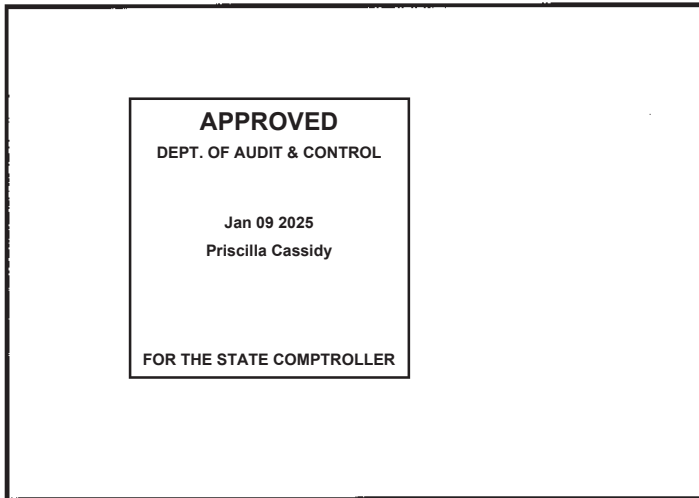 APPROVED
DEPT. OF AUDIT & CONTROL
Jan 09 2025
Priscilla Cassidy
FOR THE STATE COMPTROLLER